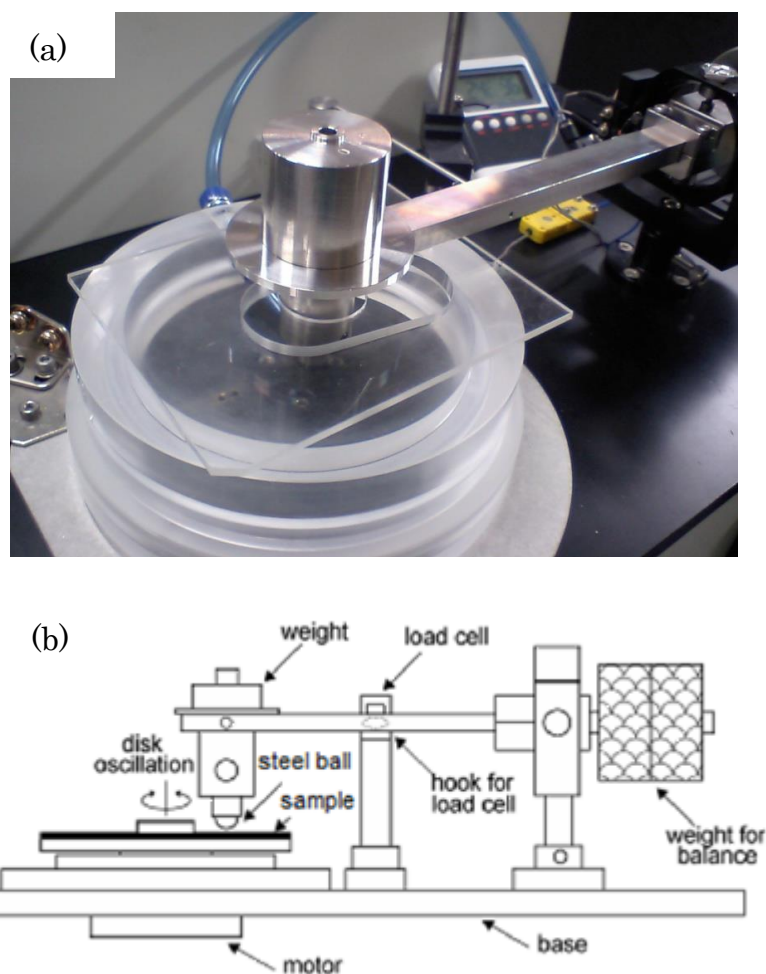 (a)
(b)
weight
load cell
disk
oscillation
steel ball
sample
hook for
load cell
weight for
balance
base
motor